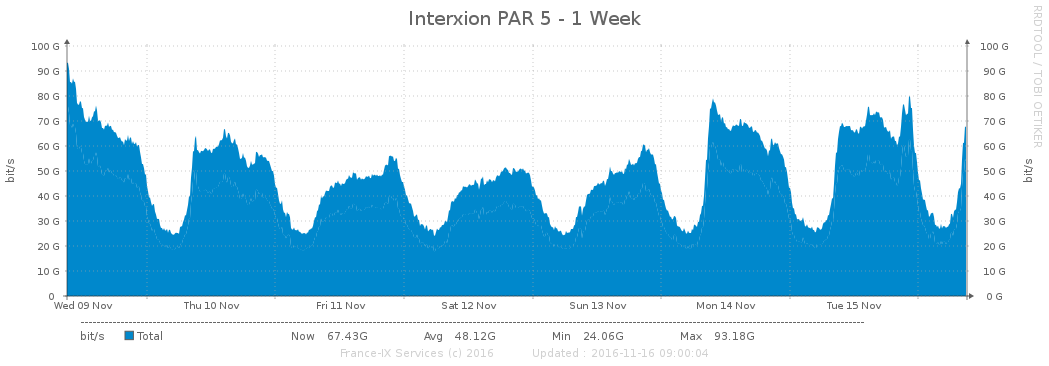 Interxion PAR 5 - 1 Week
RRDTOOL / TOBI OETIKER
bit/s
100 G
90 G
80 G
70 G
60 G
50 G
40 G
30 G
20 G
10 G
0
100 G
90 G
80 G
70 G
60 G
50 G
40 G
30 G
20 G
10 G
0 G
bit/s
Wed 09 Nov Thu 10 Nov Fri 11 Nov Sat 12 Nov Sun 13 Nov Mon 14 Nov Tue 15 Nov
bit/s Total Now 67.43G Avg 48.12G Min 24.06G Max 93.18G
France-IX Services (c) 2016 Updated : 2016-11-16 09:00:04